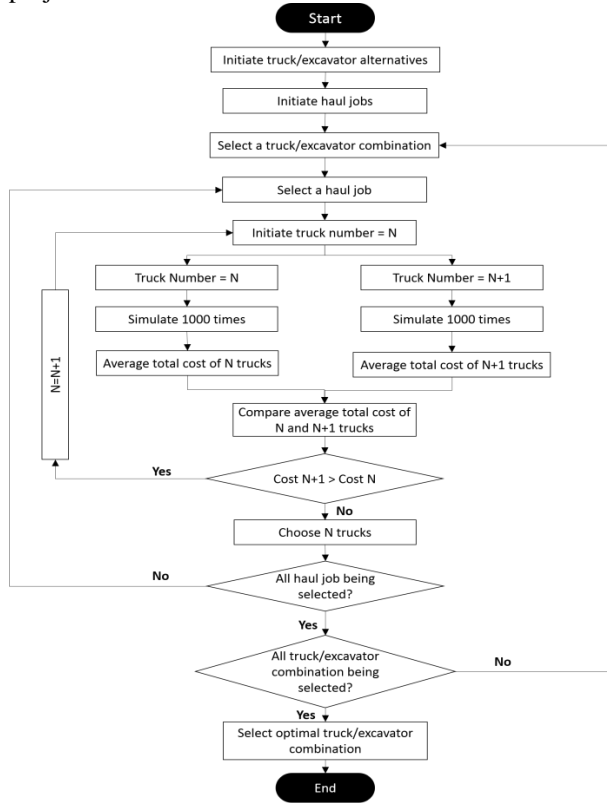 Start
Initiate truck/excavator alternatives
Initiate haul jobs
Select a truck/excavator combination
Select a haul job
Initiate truck number = N
Truck Number = N
Truck Number = N+1
Simulate 1000 times
Simulate 1000 times
Average total cost of N trucks
Average total cost of N+1 trucks
N=N+1
Compare average total cost of
N and N+1 trucks
Yes
Cost N+1 > Cost N
No
Choose N trucks
No
All haul job being
selected?
Yes
All truck/excavator
combination being
selected?
No
Yes
Select optimal truck/excavator
combination
End